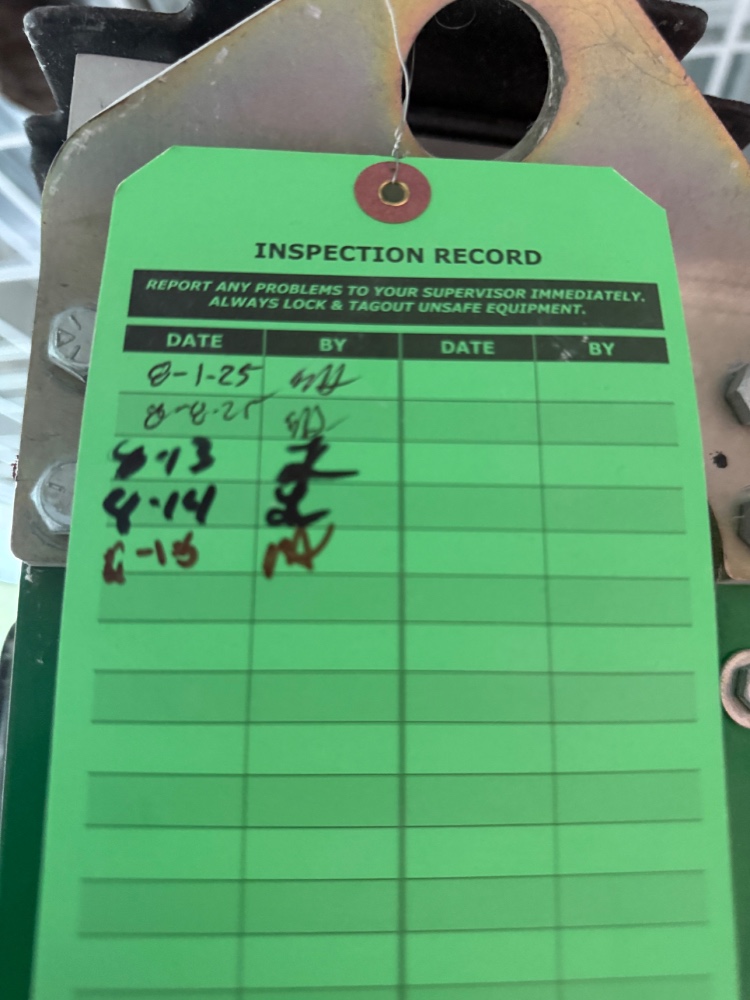 INSPECTION RECORD
REPORT ANY PROBLEMS TO YOUR SUPERVISOR IMMEDIATELY.
ALWAYS LOCK & TAGOUT UNSAFE EQUIPMENT.
DATE BY DATE BY
8-1-25
8-8-25
8-13
8-14
8-15